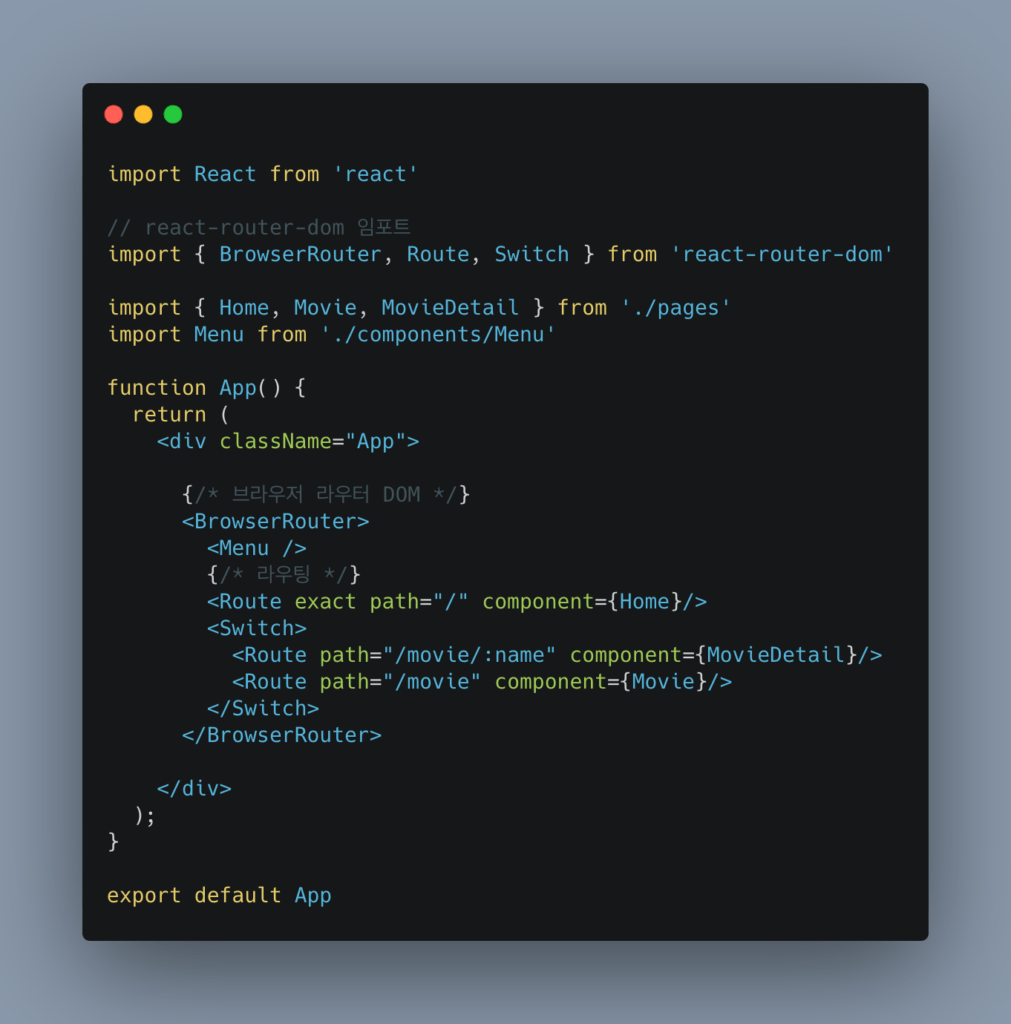 import React from 'react'
// react-router-dom 임포트
import { BrowserRouter, Route, Switch } from 'react-router-dom'
import { Home, Movie, MovieDetail } from './pages'
import Menu from './components/Menu'
function App() {
  return (
    <div className="App">
      {/* 브라우저 라우터 DOM */}
      <BrowserRouter>
        <Menu />
        {/* 라우팅 */}
        <Route exact path="/" component={Home}/>
        <Switch>
          <Route path="/movie/:name" component={MovieDetail}/>
          <Route path="/movie" component={Movie}/>
        </Switch>
      </BrowserRouter>
    </div>
  );
}
export default App